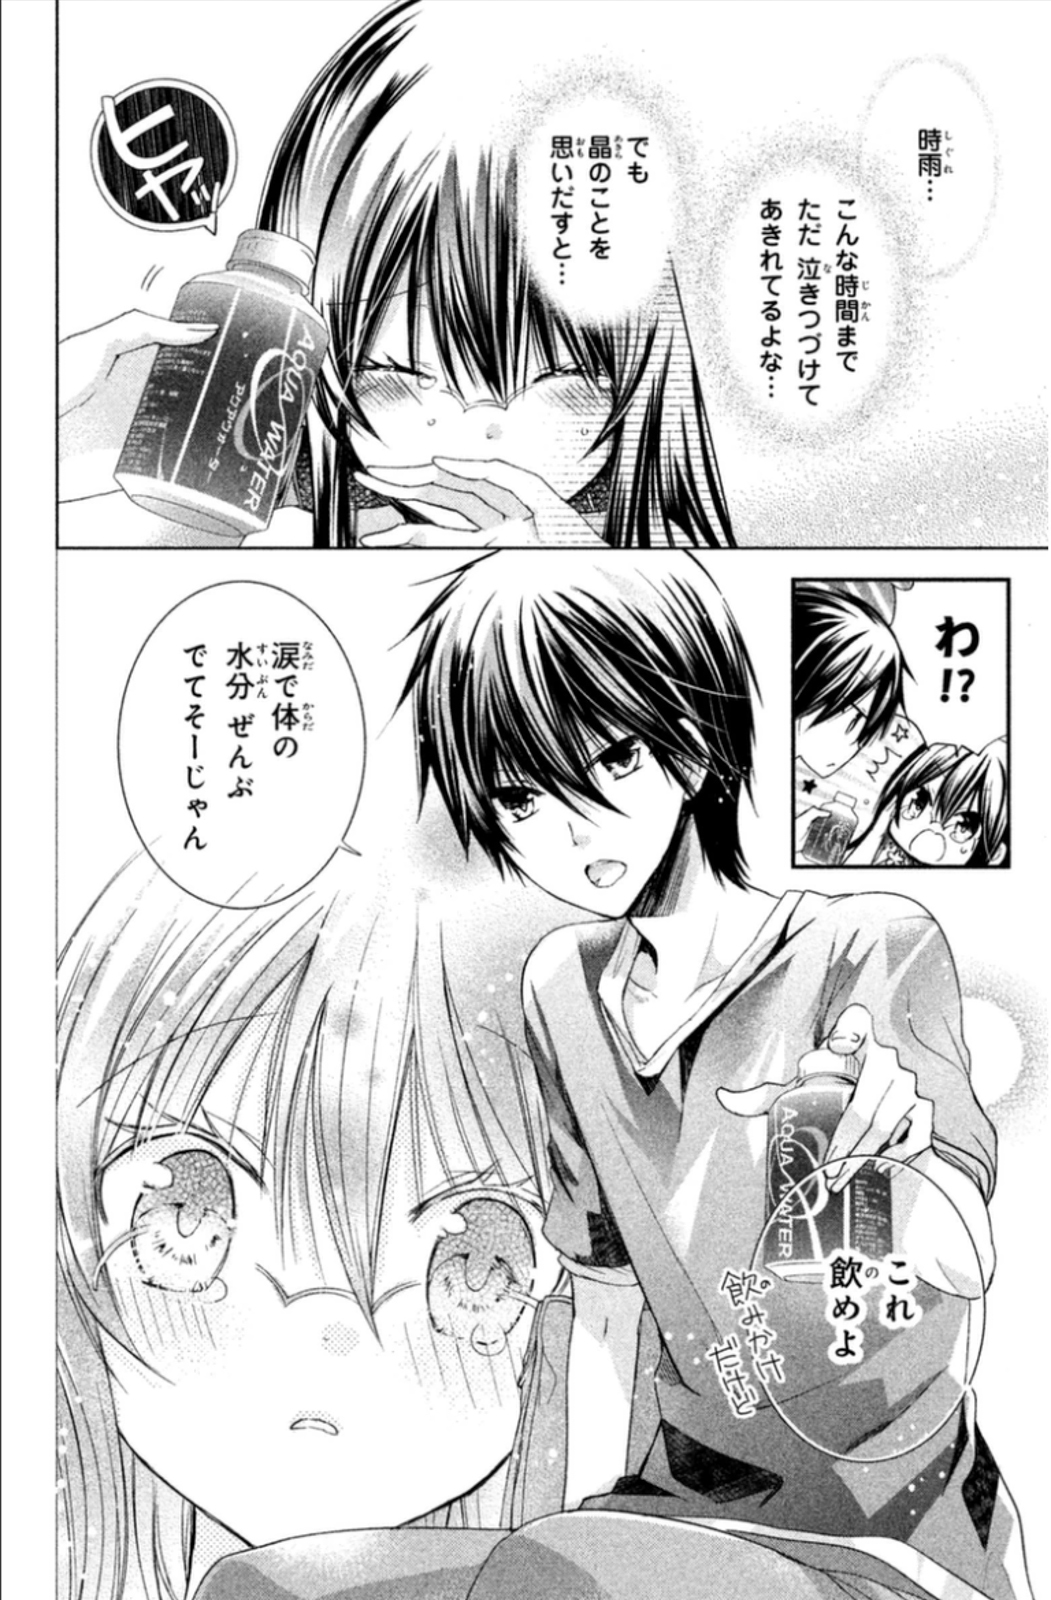 時雨…
こんな時間まで
ただ 泣きつづけて
あきれてるよな…
でも
晶のことを
思いだすと…
ヒヤッ
AQUA WATER
アクアウォーター
わ!?
涙で体の
水分 ぜんぶ
でてそーじゃん
AQUA WATER
これ
飲めよ
飲みかけ
だけど